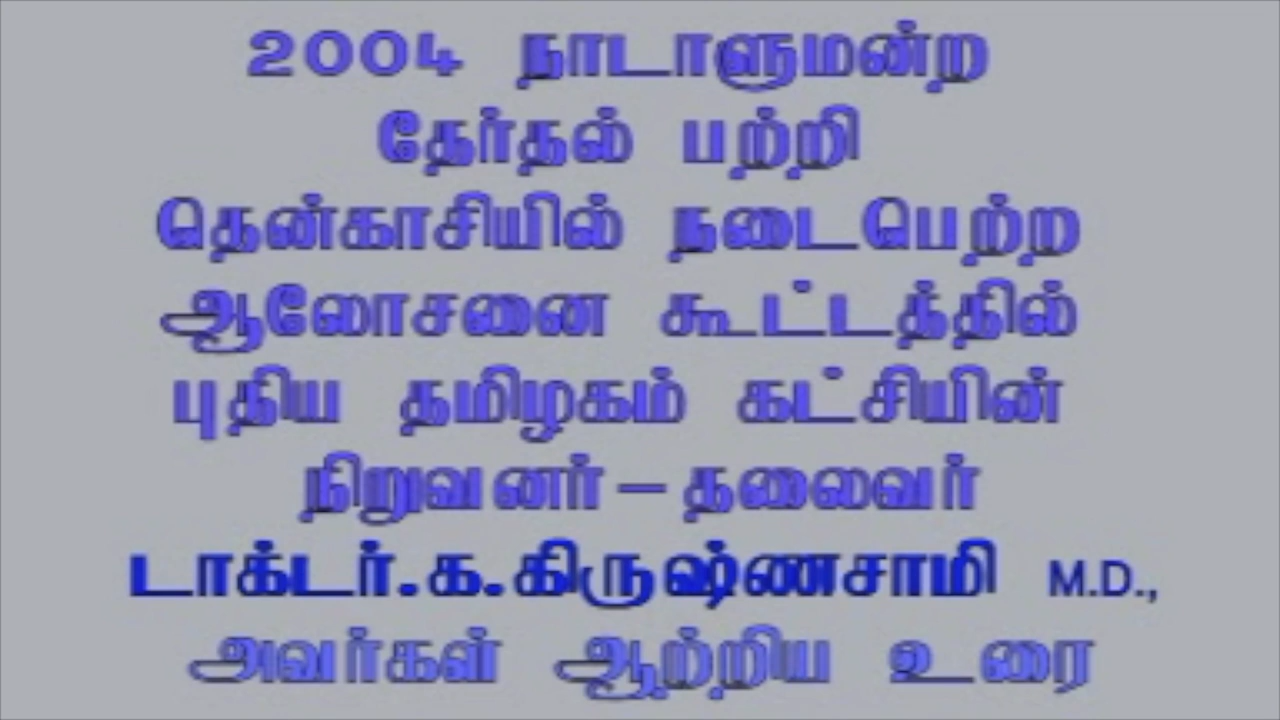 2004 நாடாளுமன்ற
தேர்தல் பற்றி
தென்காசியில் நடைபெற்ற
ஆலோசனை கூட்டத்தில்
புதிய தமிழகம் கட்சியின்
நிறுவனர்-தலைவர்
டாக்டர்.க.கிருஷ்ணசாமி M.D.,
அவர்கள் ஆற்றிய உரை